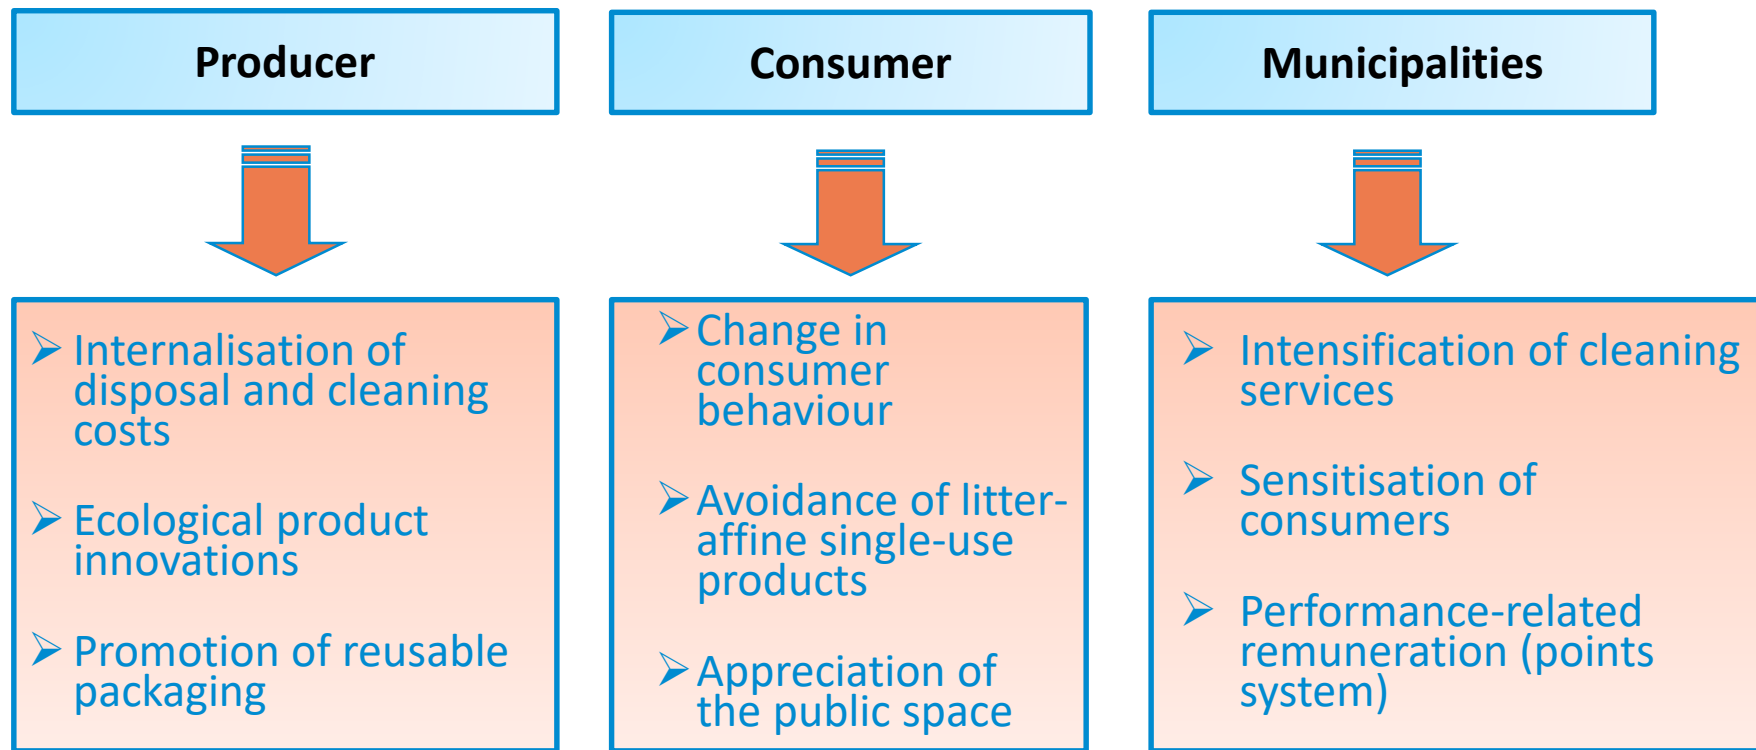 Producer
Internalisation of
disposal and cleaning
costs
Ecological product
innovations
Promotion of reusable
packaging
Consumer
Change in
consumer
behaviour
Avoidance of litter-
affine single-use
products
Appreciation of
the public space
Municipalities
Intensification of cleaning
services
Sensitisation of
consumers
Performance-related
remuneration (points
system)